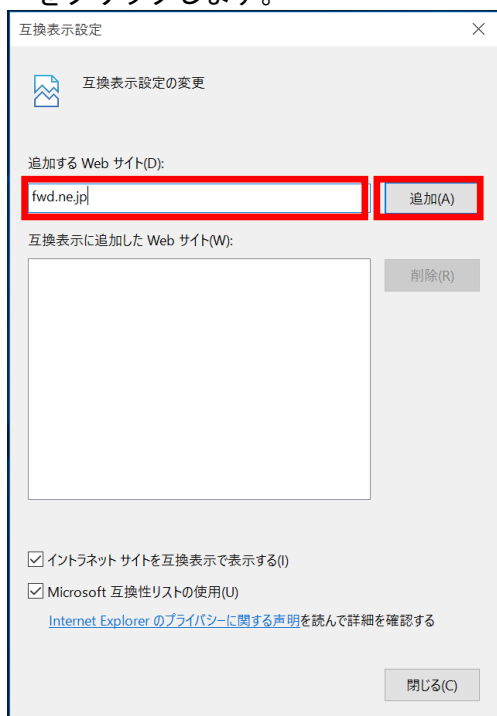 をクリックします。
互換表示設定
互換表示設定の変更
追加する Web サイト(D):
fwd.ne.jp
追加(A)
互換表示に追加した Web サイト(W):
削除(R)
イントラネット サイトを互換表示で表示する(I)
Microsoft 互換性リストの使用(U)
Internet Explorer のプライバシーに関する声明を読んで詳細を確認する
閉じる(C)